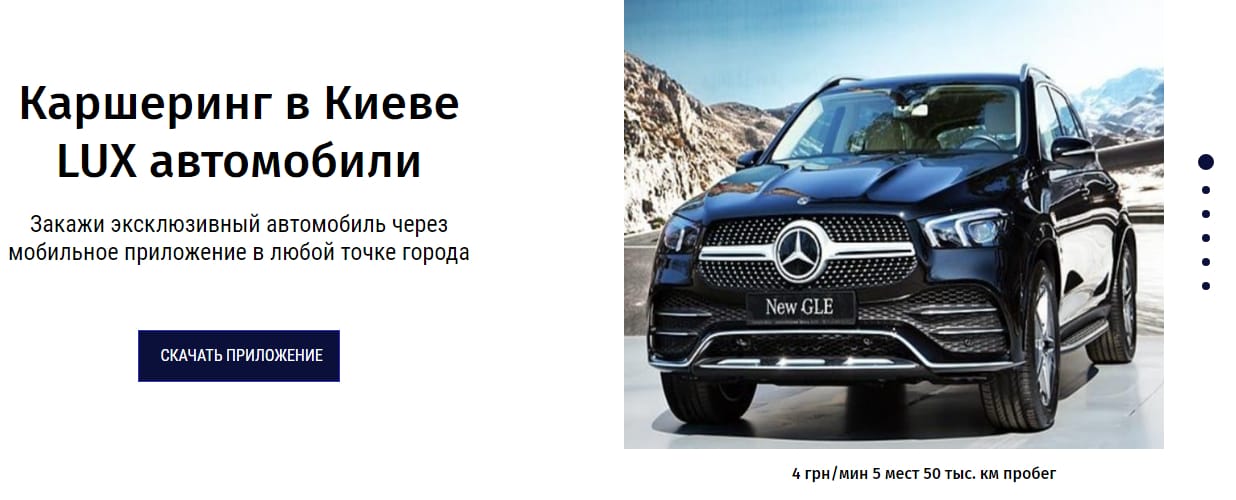 Каршеринг в Киеве
LUX автомобили
Закажи эксклюзивный автомобиль через
мобильное приложение в любой точке города
СКАЧАТЬ ПРИЛОЖЕНИЕ
New GLE
4 грн/мин 5 мест 50 тыс. км пробег